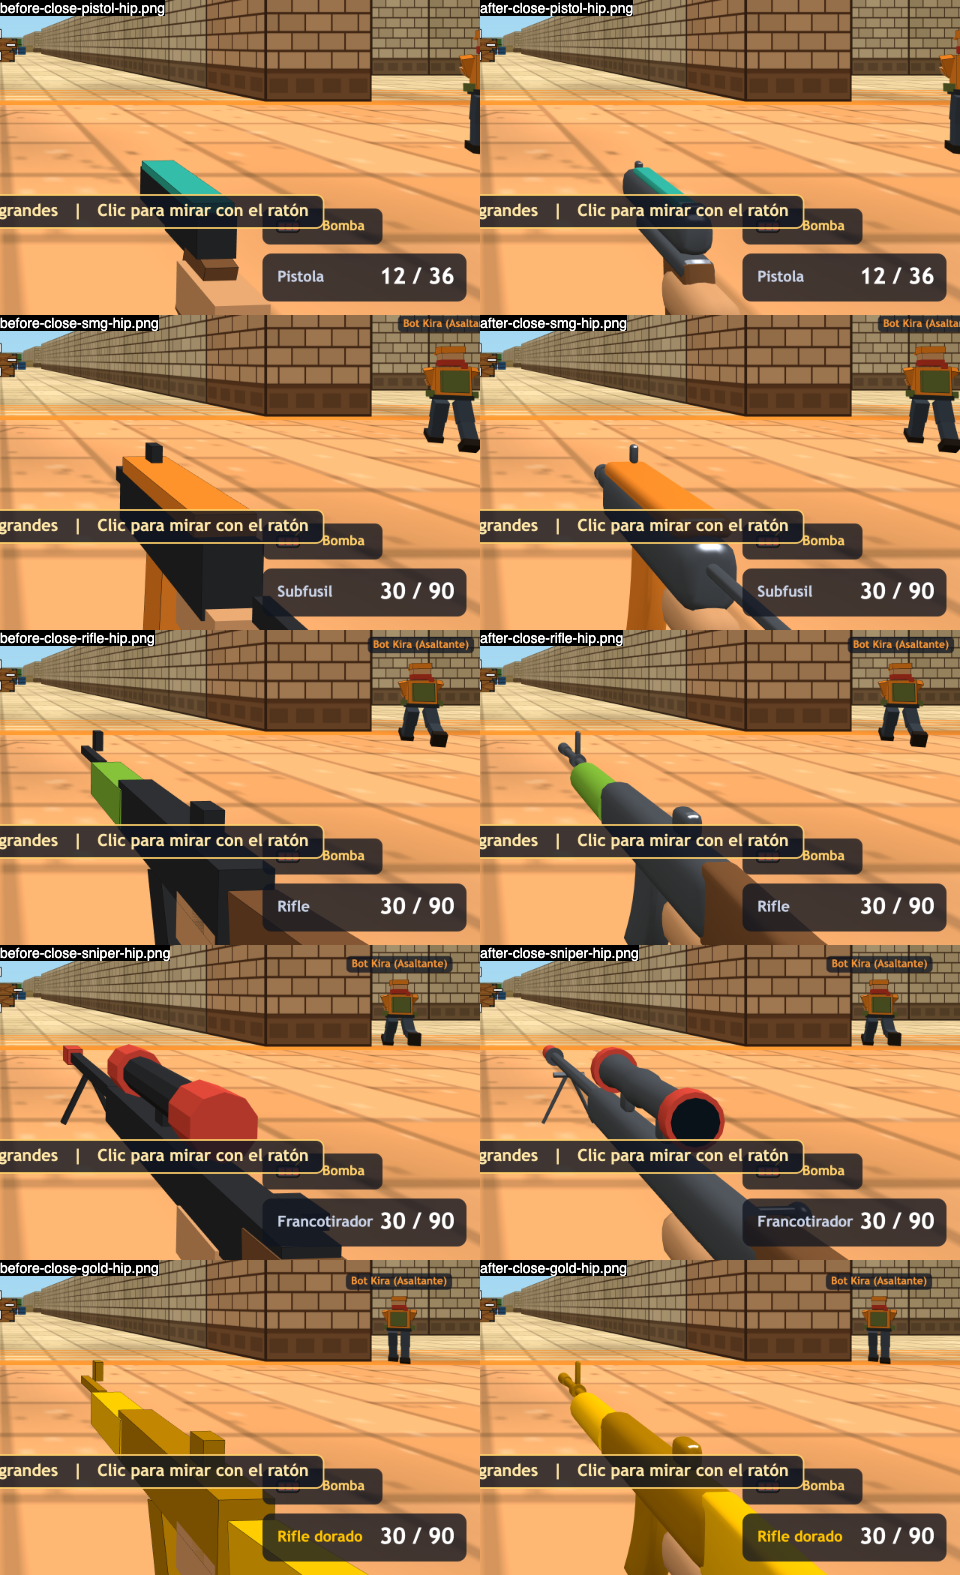 before-close-pistol-hip.png
after-close-pistol-hip.png
grandes | Clic para mirar con el ratón
Bomba
Pistola 12 / 36
grandes | Clic para mirar con el ratón
Bomba
Pistola 12 / 36
before-close-smg-hip.png
Bot Kira (Asalta
after-close-smg-hip.png
Bot Kira (Asalta
grandes | Clic para mirar con el ratón
Bomba
Subfusil 30 / 90
grandes | Clic para mirar con el ratón
Bomba
Subfusil 30 / 90
before-close-rifle-hip.png
Bot Kira (Asaltante)
after-close-rifle-hip.png
Bot Kira (Asaltante)
grandes | Clic para mirar con el ratón
Bomba
Rifle 30 / 90
grandes | Clic para mirar con el ratón
Bomba
Rifle 30 / 90
before-close-sniper-hip.png
Bot Kira (Asaltante)
after-close-sniper-hip.png
Bot Kira (Asaltante)
grandes | Clic para mirar con el ratón
Bomba
Francotirador 30 / 90
grandes | Clic para mirar con el ratón
Bomba
Francotirador 30 / 90
before-close-gold-hip.png
Bot Kira (Asaltante)
after-close-gold-hip.png
Bot Kira (Asaltante)
grandes | Clic para mirar con el ratón
Bomba
Rifle dorado 30 / 90
grandes | Clic para mirar con el ratón
Bomba
Rifle dorado 30 / 90